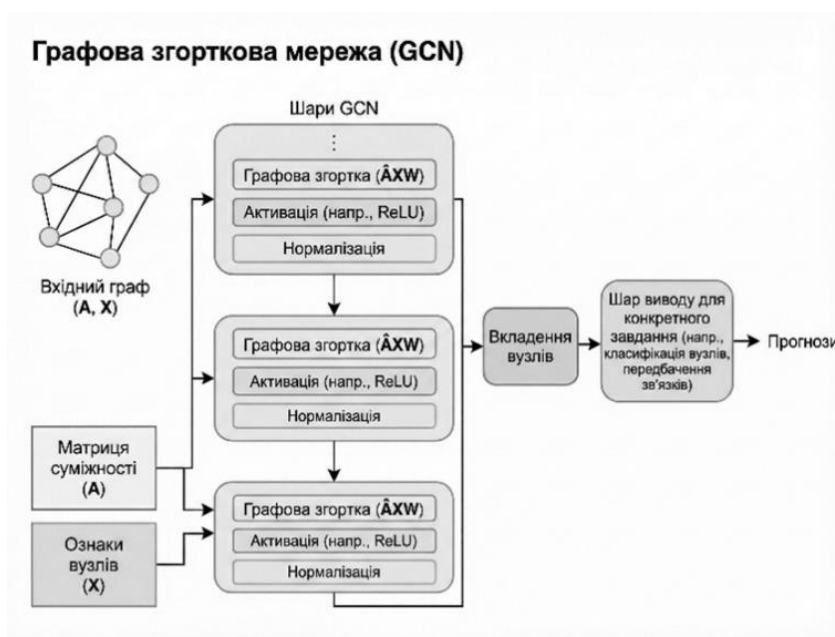 Графова згорткова мережа (GCN)
Шари GCN
⋮
Графова згортка (ÂXW)
Активація (напр., ReLU)
Нормалізація
Вхідний граф
(A, X)
Графова згортка (ÂXW)
Активація (напр., ReLU)
Нормалізація
Матриця
суміжності
(A)
Ознаки
вузлів
(X)
Графова згортка (ÂXW)
Активація (напр., ReLU)
Нормалізація
Вкладення
вузлів
Шар виводу для
конкретного
завдання (напр.,
класифікація вузлів,
передбачення
зв'язків)
Прогнози